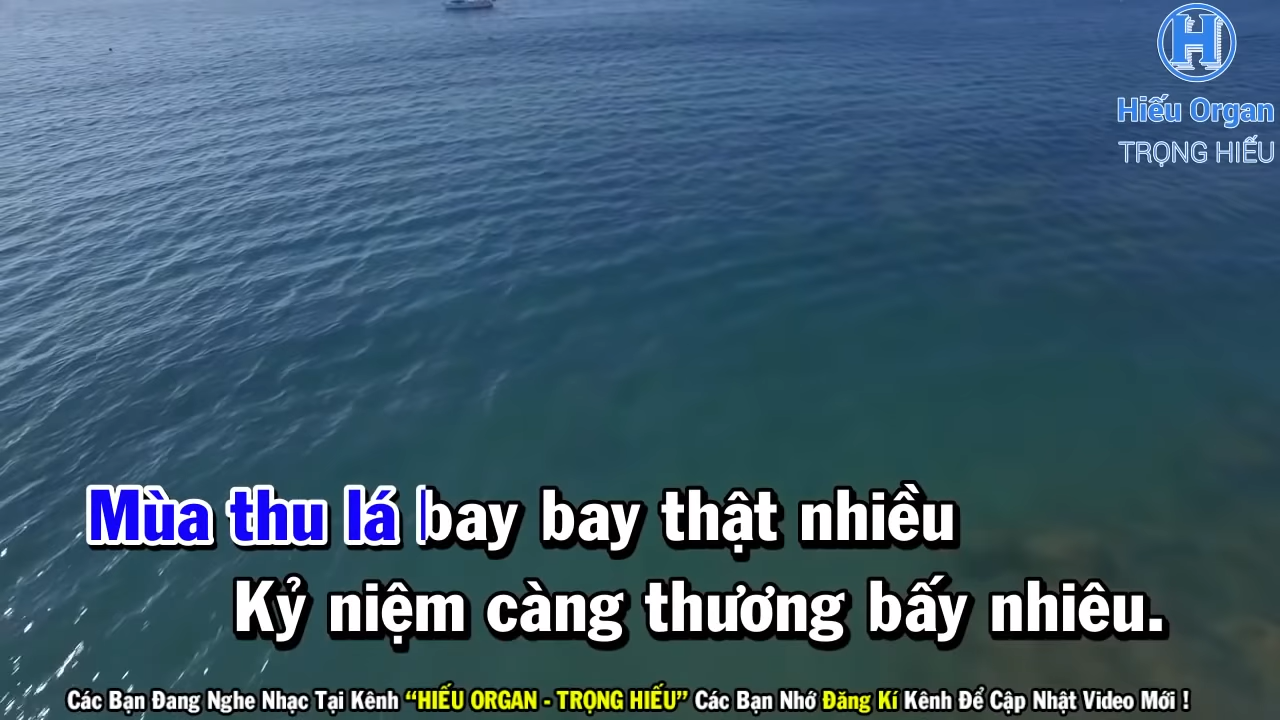 H
Hiếu Organ
TRỌNG HIẾU
Mùa thu lá bay bay thật nhiều
Kỷ niệm càng thương bấy nhiêu.
Các Bạn Đang Nghe Nhạc Tại Kênh “HIẾU ORGAN - TRỌNG HIẾU” Các Bạn Nhớ Đăng Kí Kênh Để Cập Nhật Video Mới !